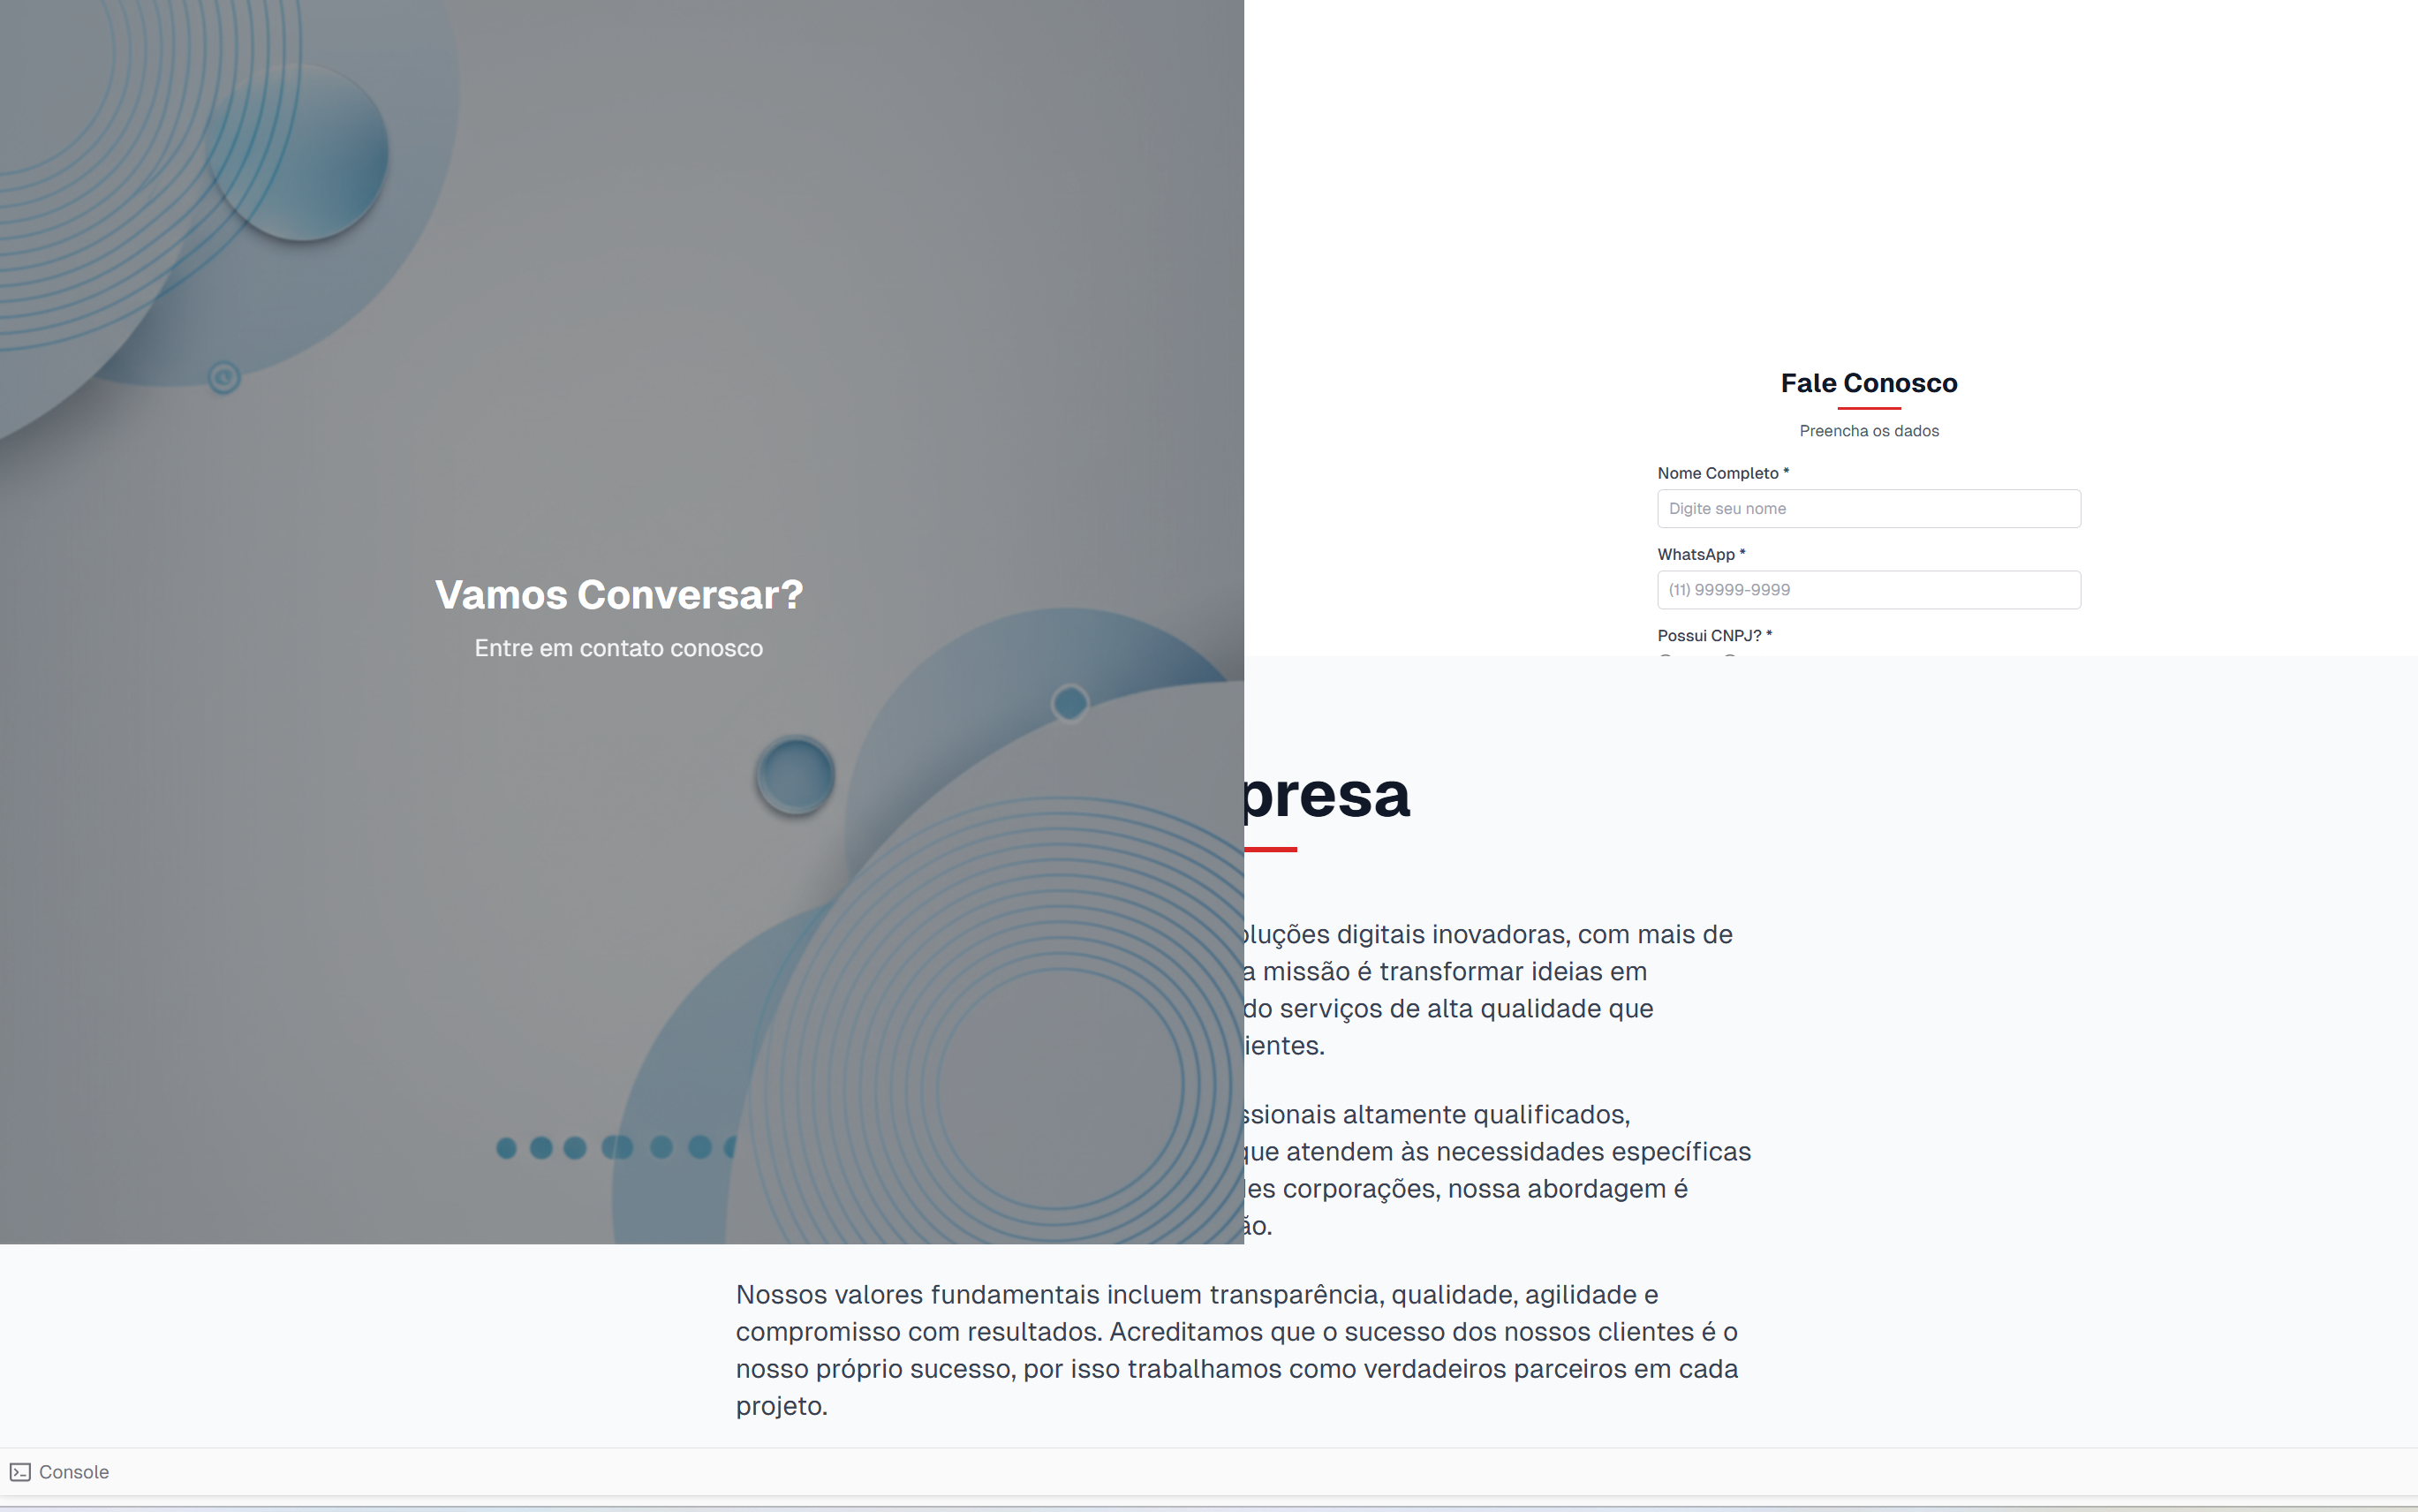 Vamos Conversar?
Entre em contato conosco
Fale Conosco
Preencha os dados
Nome Completo *
Digite seu nome
WhatsApp *
(11) 99999-9999
Possui CNPJ? *
presa
luções digitais inovadoras, com mais de
a missão é transformar ideias em
do serviços de alta qualidade que
ientes.
ssionais altamente qualificados,
que atendem às necessidades específicas
es corporações, nossa abordagem é
ão.
Nossos valores fundamentais incluem transparência, qualidade, agilidade e
compromisso com resultados. Acreditamos que o sucesso dos nossos clientes é o
nosso próprio sucesso, por isso trabalhamos como verdadeiros parceiros em cada
projeto.
Console